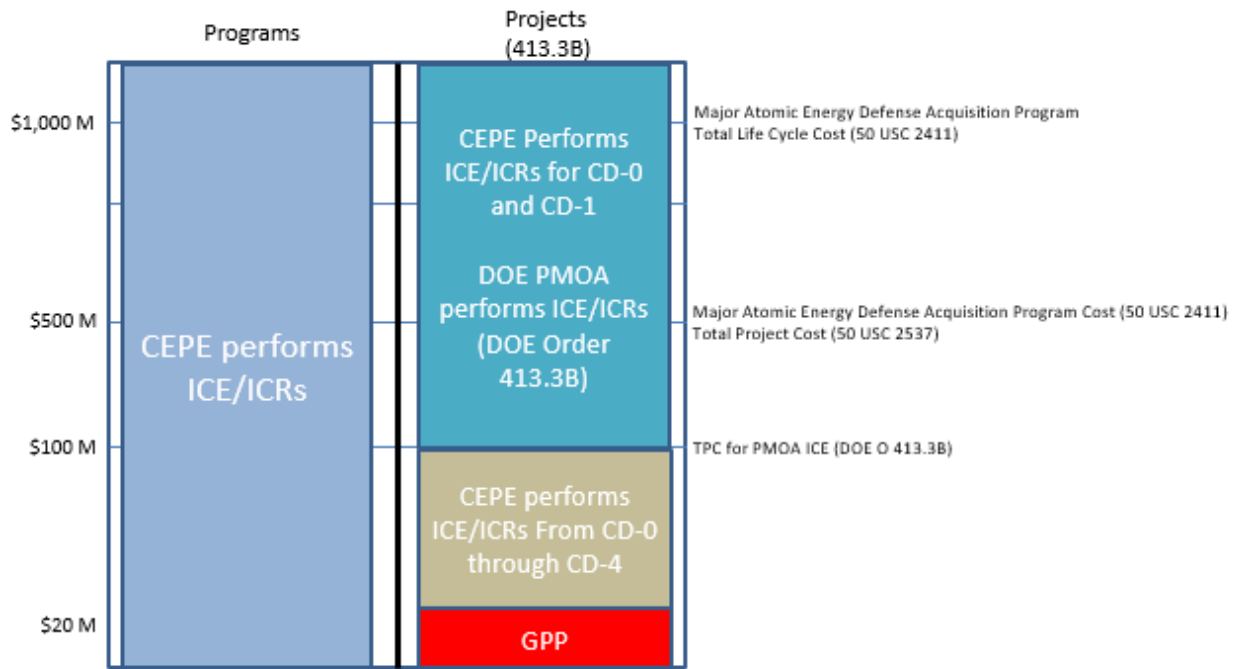 Programs
Projects
(413.3B)
$1,000 M
$500 M
$100 M
$20 M
CEPE performs
ICE/ICRs
CEPE Performs
ICE/ICRs for CD-0
and CD-1
DOE PMOA
performs ICE/ICRs
(DOE Order
413.3B)
CEPE performs
ICE/ICRs From CD-0
through CD-4
GPP
Major Atomic Energy Defense Acquisition Program
Total Life Cycle Cost (50 USC 2411)
Major Atomic Energy Defense Acquisition Program Cost (50 USC 2411)
Total Project Cost (50 USC 2537)
TPC for PMOA ICE (DOE O 413.3B)